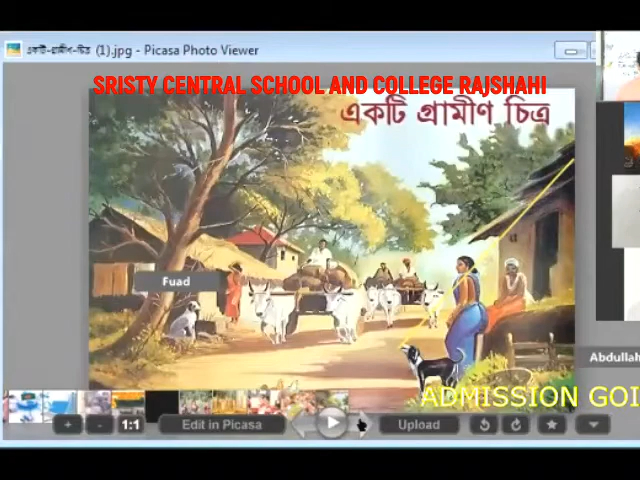 একটি-গ্রামীণ-চিত্র (1).jpg - Picasa Photo Viewer
SRISTY CENTRAL SCHOOL AND COLLEGE RAJSHAHI
একটি গ্রামীণ চিত্র
Fuad
Abdullah
ADMISSION GOI
1:1
Edit in Picasa
Upload